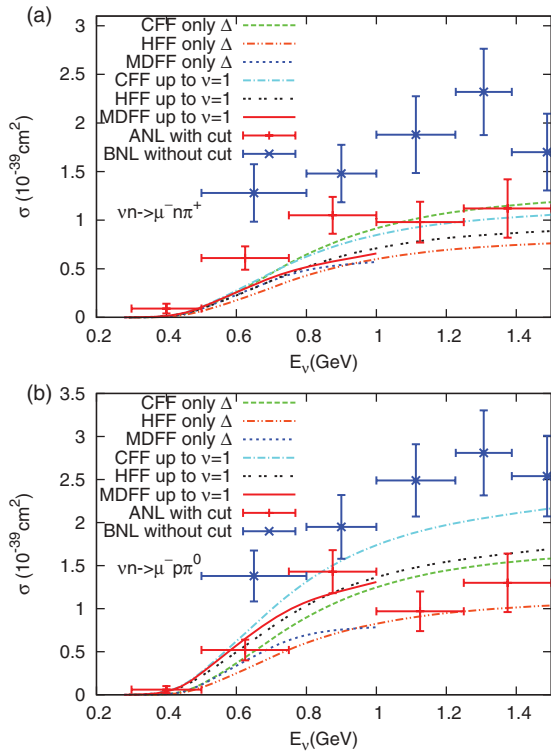 (a)
3
2.5
2
1.5
1
0.5
0
σ (10⁻³⁹cm²)
CFF only Δ
HFF only Δ
MDFF only Δ
CFF up to ν=1
HFF up to ν=1
MDFF up to ν=1
ANL with cut
BNL without cut
νn->μ⁻nπ⁺
0.2 0.4 0.6 0.8 1 1.2 1.4
E_ν(GeV)
(b)
3.5
3
2.5
2
1.5
1
0.5
0
σ (10⁻³⁹cm²)
CFF only Δ
HFF only Δ
MDFF only Δ
CFF up to ν=1
HFF up to ν=1
MDFF up to ν=1
ANL with cut
BNL without cut
νn->μ⁻pπ⁰
0.2 0.4 0.6 0.8 1 1.2 1.4
E_ν(GeV)